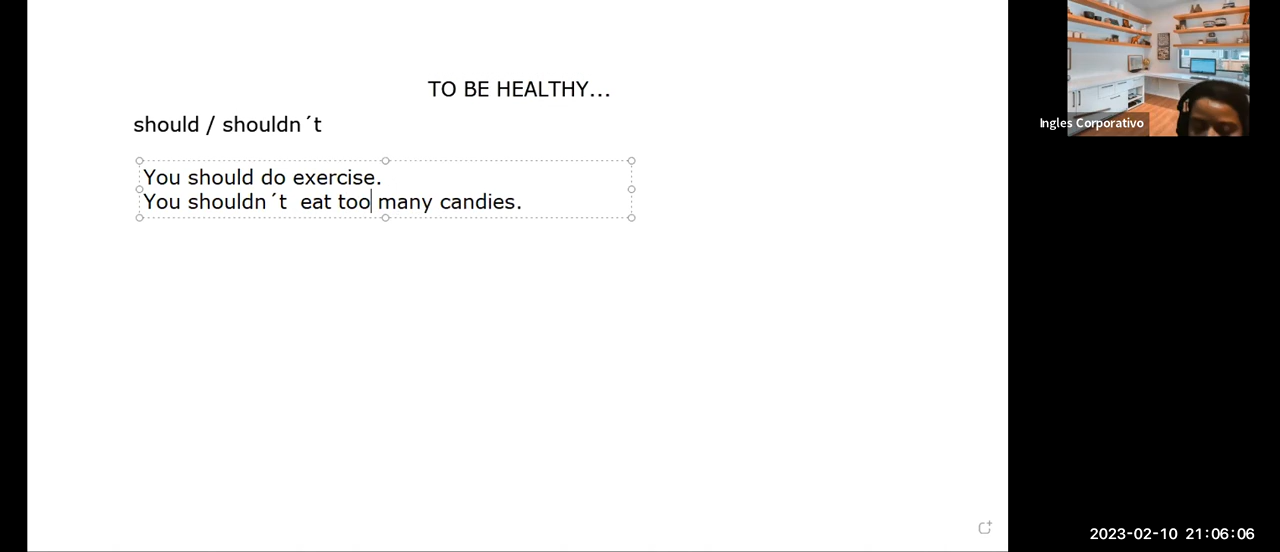 TO BE HEALTHY...
should / shouldn´t
You should do exercise.
You shouldn´t  eat too many candies.
Ingles Corporativo
2023-02-10 21:06:06